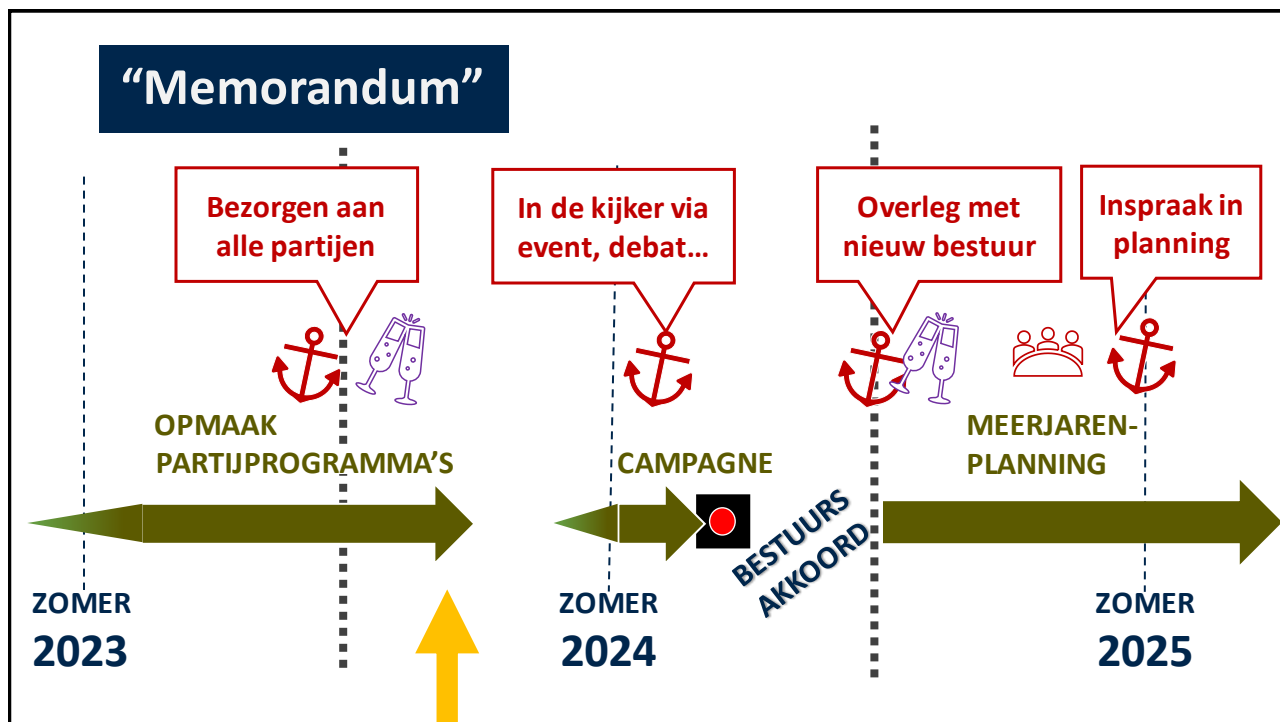 “Memorandum”
Bezorgen aan
alle partijen
In de kijker via
event, debat…
Overleg met
nieuw bestuur
Inspraak in
planning
OPMAAK
PARTIJPROGRAMMA’S
CAMPAGNE
BESTUURS
AKKOORD
MEERJAREN-
PLANNING
ZOMER
2023
ZOMER
2024
ZOMER
2025